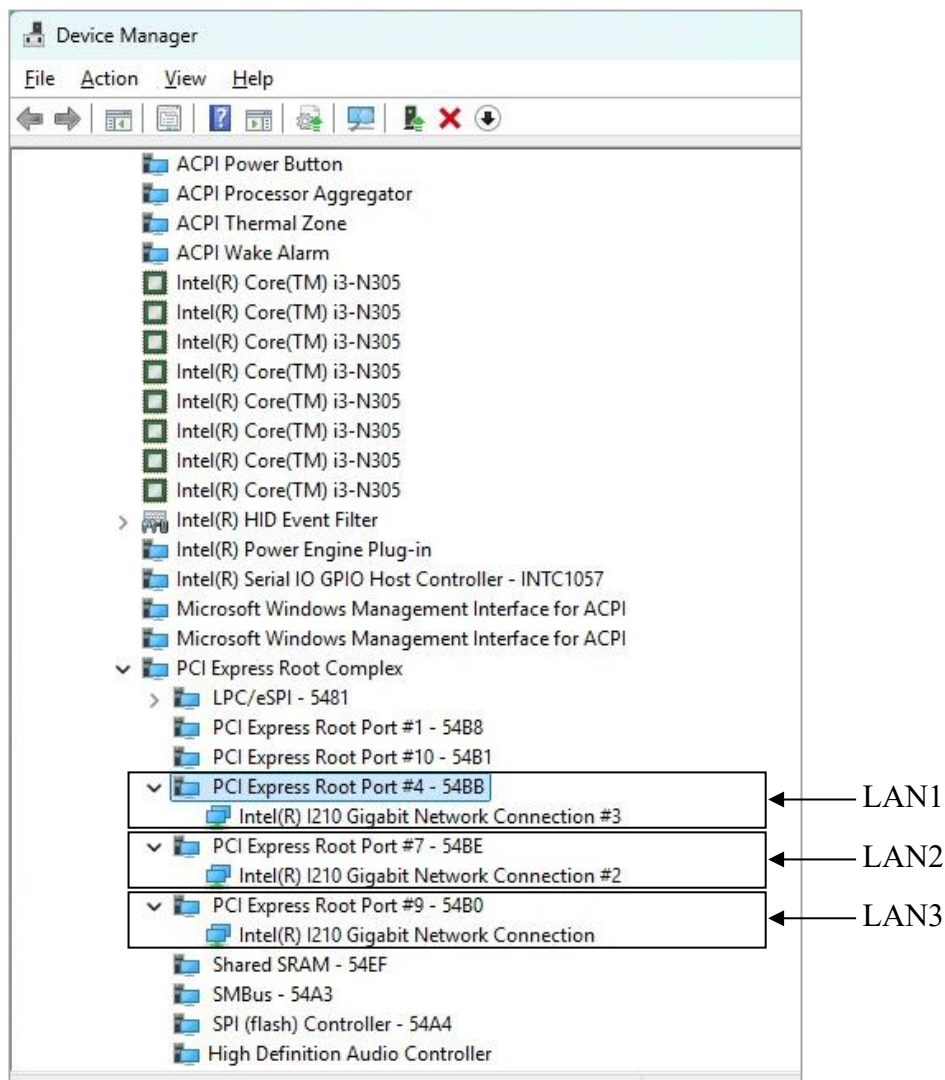 Device Manager
File Action View Help
ACPI Power Button
ACPI Processor Aggregator
ACPI Thermal Zone
ACPI Wake Alarm
Intel(R) Core(TM) i3-N305
Intel(R) Core(TM) i3-N305
Intel(R) Core(TM) i3-N305
Intel(R) Core(TM) i3-N305
Intel(R) Core(TM) i3-N305
Intel(R) Core(TM) i3-N305
Intel(R) Core(TM) i3-N305
Intel(R) Core(TM) i3-N305
Intel(R) HID Event Filter
Intel(R) Power Engine Plug-in
Intel(R) Serial IO GPIO Host Controller - INTC1057
Microsoft Windows Management Interface for ACPI
Microsoft Windows Management Interface for ACPI
PCI Express Root Complex
LPC/eSPI - 5481
PCI Express Root Port #1 - 54B8
PCI Express Root Port #10 - 54B1
PCI Express Root Port #4 - 54BB
Intel(R) I210 Gigabit Network Connection #3
LAN1
PCI Express Root Port #7 - 54BE
Intel(R) I210 Gigabit Network Connection #2
LAN2
PCI Express Root Port #9 - 54B0
Intel(R) I210 Gigabit Network Connection
LAN3
Shared SRAM - 54EF
SMBus - 54A3
SPI (flash) Controller - 54A4
High Definition Audio Controller